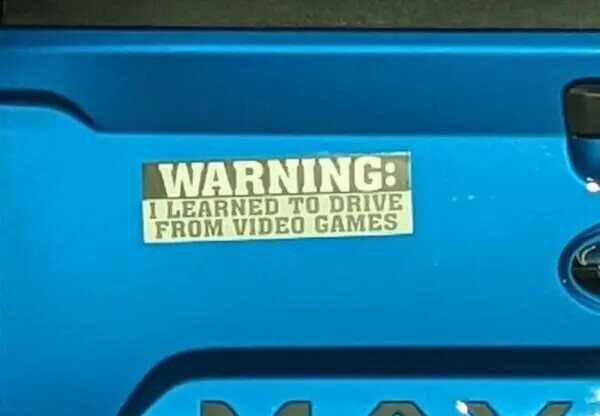 WARNING:
I LEARNED TO DRIVE
FROM VIDEO GAMES